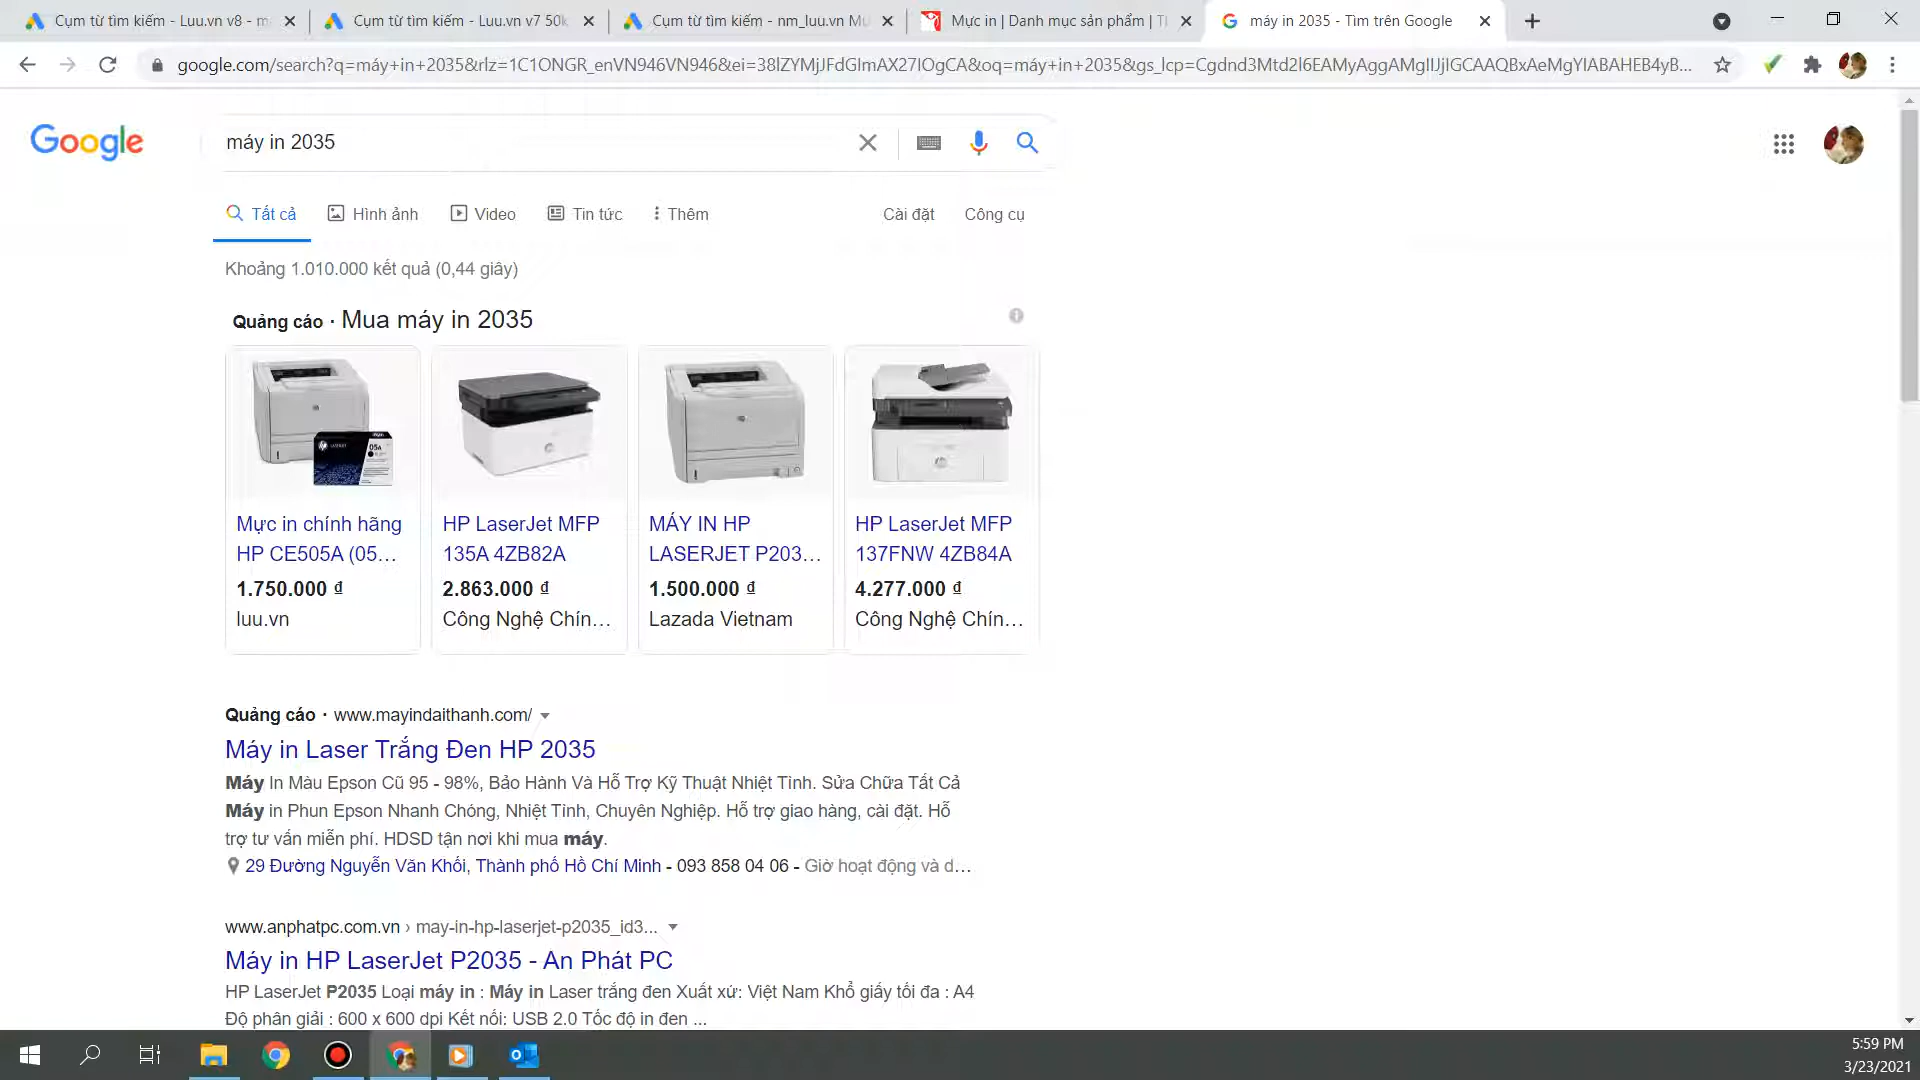 Cụm từ tìm kiếm - Luu.vn v8 - m
Cụm từ tìm kiếm - Luu.vn v7 50k
Cụm từ tìm kiếm - nm_luu.vn Mu
Mực in | Danh mục sản phẩm | Tl
máy in 2035 - Tìm trên Google
google.com/search?q=máy+in+2035&rlz=1C1ONGR_enVN946VN946&ei=38lZYMjJFdGlmAX27IOgCA&oq=máy+in+2035&gs_lcp=Cgdnd3Mtd2l6EAMyAggAMgIIJjIGCAAQBxAeMgYIABAHEB4yB...
Google
máy in 2035
Tất cả
Hình ảnh
Video
Tin tức
Thêm
Cài đặt
Công cụ
Khoảng 1.010.000 kết quả (0,44 giây)
Quảng cáo · Mua máy in 2035
Mực in chính hãng
HP CE505A (05...
1.750.000 ₫
luu.vn
HP LaserJet MFP
135A 4ZB82A
2.863.000 ₫
Công Nghệ Chín...
MÁY IN HP
LASERJET P203...
1.500.000 ₫
Lazada Vietnam
HP LaserJet MFP
137FNW 4ZB84A
4.277.000 ₫
Công Nghệ Chín...
Quảng cáo · www.mayindaithanh.com/
Máy in Laser Trắng Đen HP 2035
Máy In Màu Epson Cũ 95 - 98%, Bảo Hành Và Hỗ Trợ Kỹ Thuật Nhiệt Tình. Sửa Chữa Tất Cả
Máy in Phun Epson Nhanh Chóng, Nhiệt Tình, Chuyên Nghiệp. Hỗ trợ giao hàng, cài đặt. Hỗ
trợ tư vấn miễn phí. HDSD tận nơi khi mua máy.
29 Đường Nguyễn Văn Khối, Thành phố Hồ Chí Minh - 093 858 04 06 - Giờ hoạt động và d...
www.anphatpc.com.vn › may-in-hp-laserjet-p2035_id3...
Máy in HP LaserJet P2035 - An Phát PC
HP LaserJet P2035 Loại máy in : Máy in Laser trắng đen Xuất xứ: Việt Nam Khổ giấy tối đa : A4
Độ phân giải : 600 x 600 dpi Kết nối: USB 2.0 Tốc độ in đen ...
5:59 PM
3/23/2021